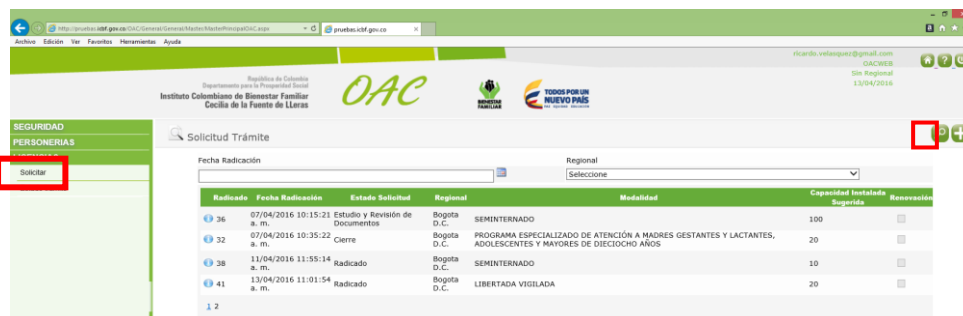 http://pruebas.icbf.gov.co/OAC/General/General/Master/MasterPrincipalOAC.aspx
pruebas.icbf.gov.co
Archivo Edición Ver Favoritos Herramientas Ayuda
ricardo.velasquez@gmail.com
OACWEB
Sin Regional
13/04/2016
República de Colombia
Departamento para la Prosperidad Social
Instituto Colombiano de Bienestar Familiar
Cecilia de la Fuente de LLeras
OAC
BIENESTAR
FAMILIAR
TODOS POR UN
NUEVO PAÍS
PAZ EQUIDAD EDUCACIÓN
SEGURIDAD
PERSONERIAS
Solicitar
Solicitud Trámite
Fecha Radicación
Regional
Seleccione
Radicado Fecha Radicación Estado Solicitud Regional Modalidad Capacidad Instalada Sugerida Renovación
36 07/04/2016 10:15:21 a. m. Estudio y Revisión de Documentos Bogota D.C. SEMINTERNADO 100
32 07/04/2016 10:35:22 a. m. Cierre Bogota D.C. PROGRAMA ESPECIALIZADO DE ATENCIÓN A MADRES GESTANTES Y LACTANTES, ADOLESCENTES Y MAYORES DE DIECIOCHO AÑOS 20
38 11/04/2016 11:55:14 a. m. Radicado Bogota D.C. SEMINTERNADO 10
41 13/04/2016 11:01:54 a. m. Radicado Bogota D.C. LIBERTADA VIGILADA 20
1 2